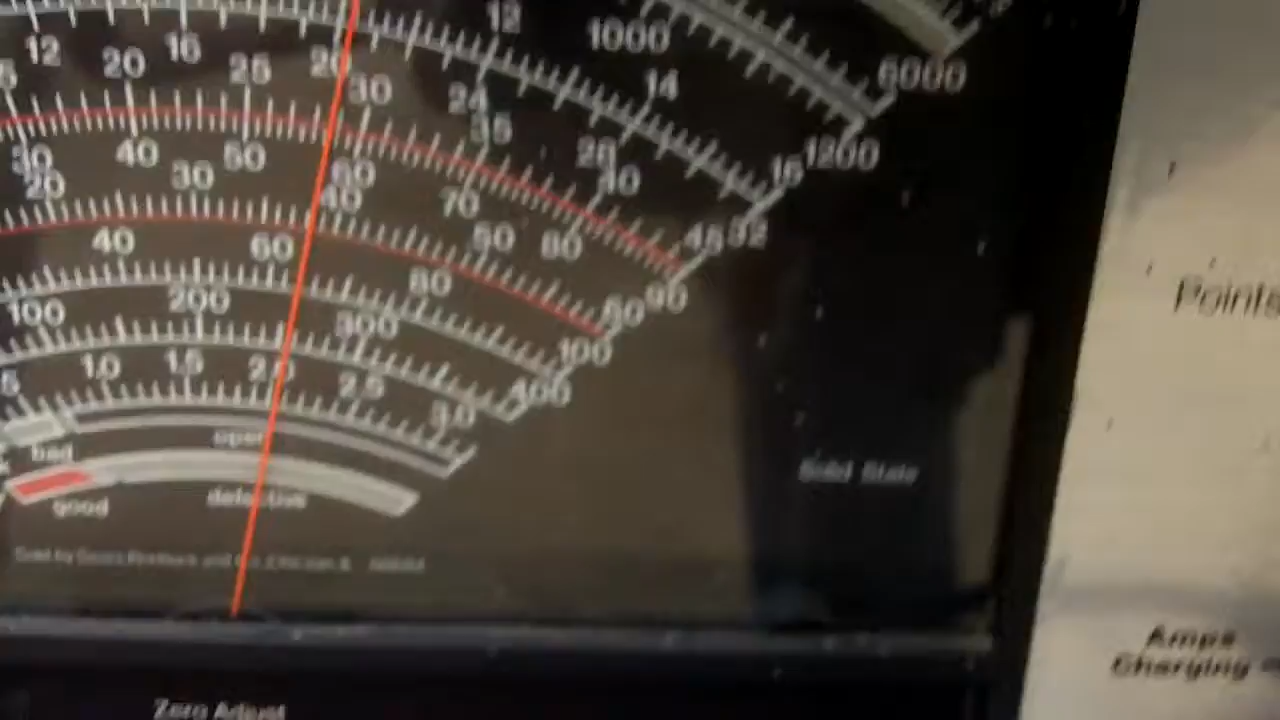 12 1000 6000
12 20 16 25 20 30 24 14
35 28 16 1200
30 40 50 60 40
20 30 40 70 80 45 32
40 60 80 50 60 90
100 200 300 100
1.0 1.5 2.0 2.5 400
3.0
bad open
good defective
Solid State
Points
Amps
Charging
Zero Adjust